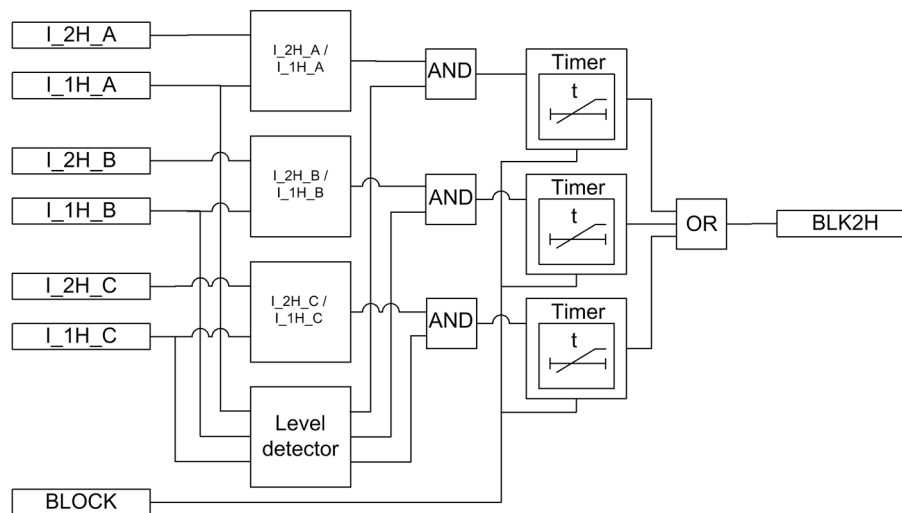 I_2H_A
I_1H_A
I_2H_A /
I_1H_A
AND
Timer
t
I_2H_B
I_1H_B
I_2H_B /
I_1H_B
AND
Timer
t
OR
BLK2H
I_2H_C
I_1H_C
I_2H_C /
I_1H_C
AND
Timer
t
Level
detector
BLOCK